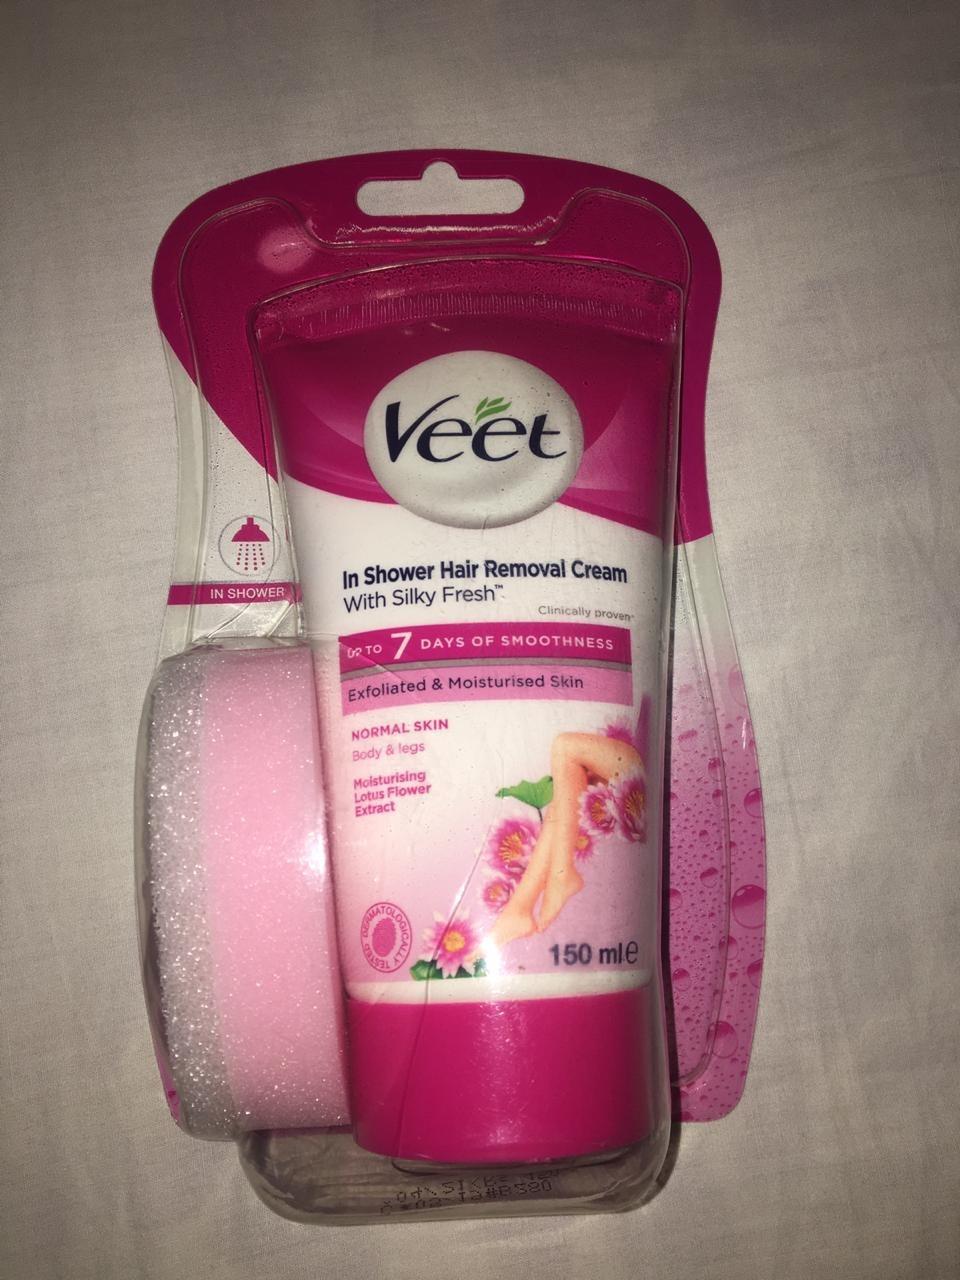 Veet
In Shower Hair Removal Cream
With Silky Fresh™
Clinically proven
IN SHOWER
UP TO 7 DAYS OF SMOOTHNESS
Exfoliated & Moisturised Skin
NORMAL SKIN
Body & legs
Moisturising
Lotus Flower
Extract
DERMATOLOGICALLY TESTED
150 ml e